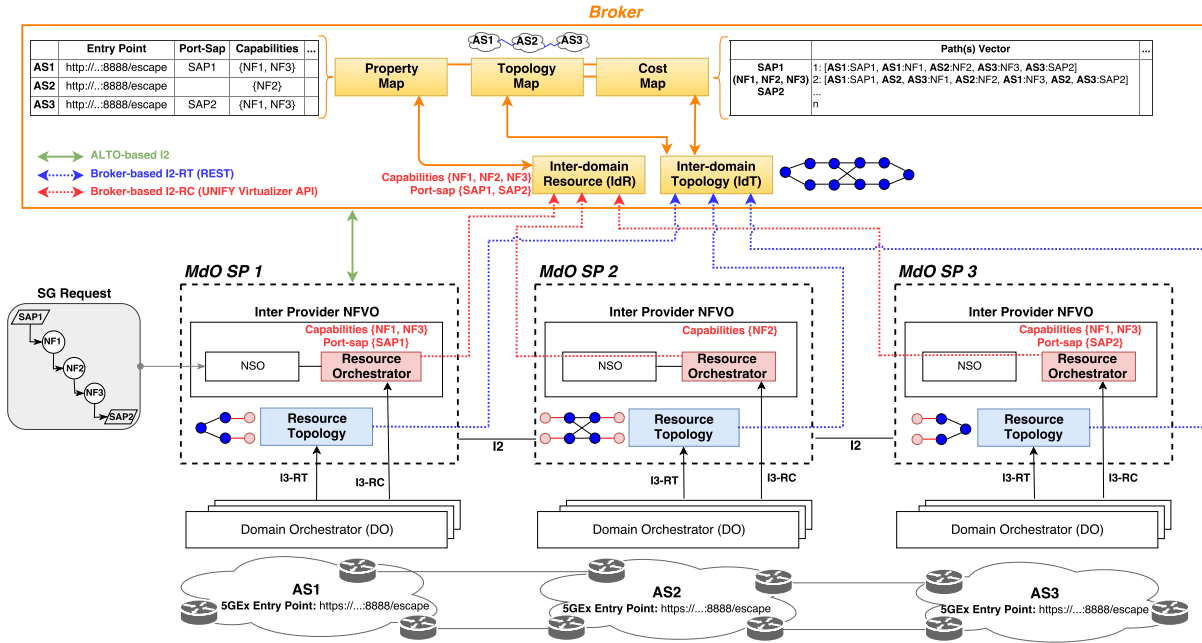 Broker
Entry Point Port-Sap Capabilities ...
AS1 http://...:8888/escape SAP1 {NF1, NF3}
AS2 http://...:8888/escape {NF2}
AS3 http://...:8888/escape SAP2 {NF1, NF3}
AS1 AS2 AS3
Property
Map
Topology
Map
Cost
Map
Path(s) Vector ...
SAP1
(NF1, NF2, NF3)
SAP2
1: [AS1:SAP1, AS1:NF1, AS2:NF2, AS3:NF3, AS3:SAP2]
2: [AS1:SAP1, AS2, AS3:NF1, AS2:NF2, AS1:NF3, AS2, AS3:SAP2]
...
n
ALTO-based I2
Broker-based I2-RT (REST)
Broker-based I2-RC (UNIFY Virtualizer API)
Capabilities {NF1, NF2, NF3}
Port-sap {SAP1, SAP2}
Inter-domain
Resource (IdR)
Inter-domain
Topology (IdT)
MdO SP 1
MdO SP 2
MdO SP 3
SG Request
SAP1
NF1
NF2
NF3
SAP2
Inter Provider NFVO
Capabilities {NF1, NF3}
Port-sap {SAP1}
NSO
Resource
Orchestrator
Resource
Topology
Inter Provider NFVO
Capabilities {NF2}
NSO
Resource
Orchestrator
Resource
Topology
Inter Provider NFVO
Capabilities {NF1, NF3}
Port-sap {SAP2}
NSO
Resource
Orchestrator
Resource
Topology
I2
I2
I3-RT
I3-RC
I3-RT
I3-RC
I3-RT
I3-RC
Domain Orchestrator (DO)
Domain Orchestrator (DO)
Domain Orchestrator (DO)
AS1
5GEx Entry Point: https://...:8888/escape
AS2
5GEx Entry Point: https://...:8888/escape
AS3
5GEx Entry Point: https://...:8888/escape